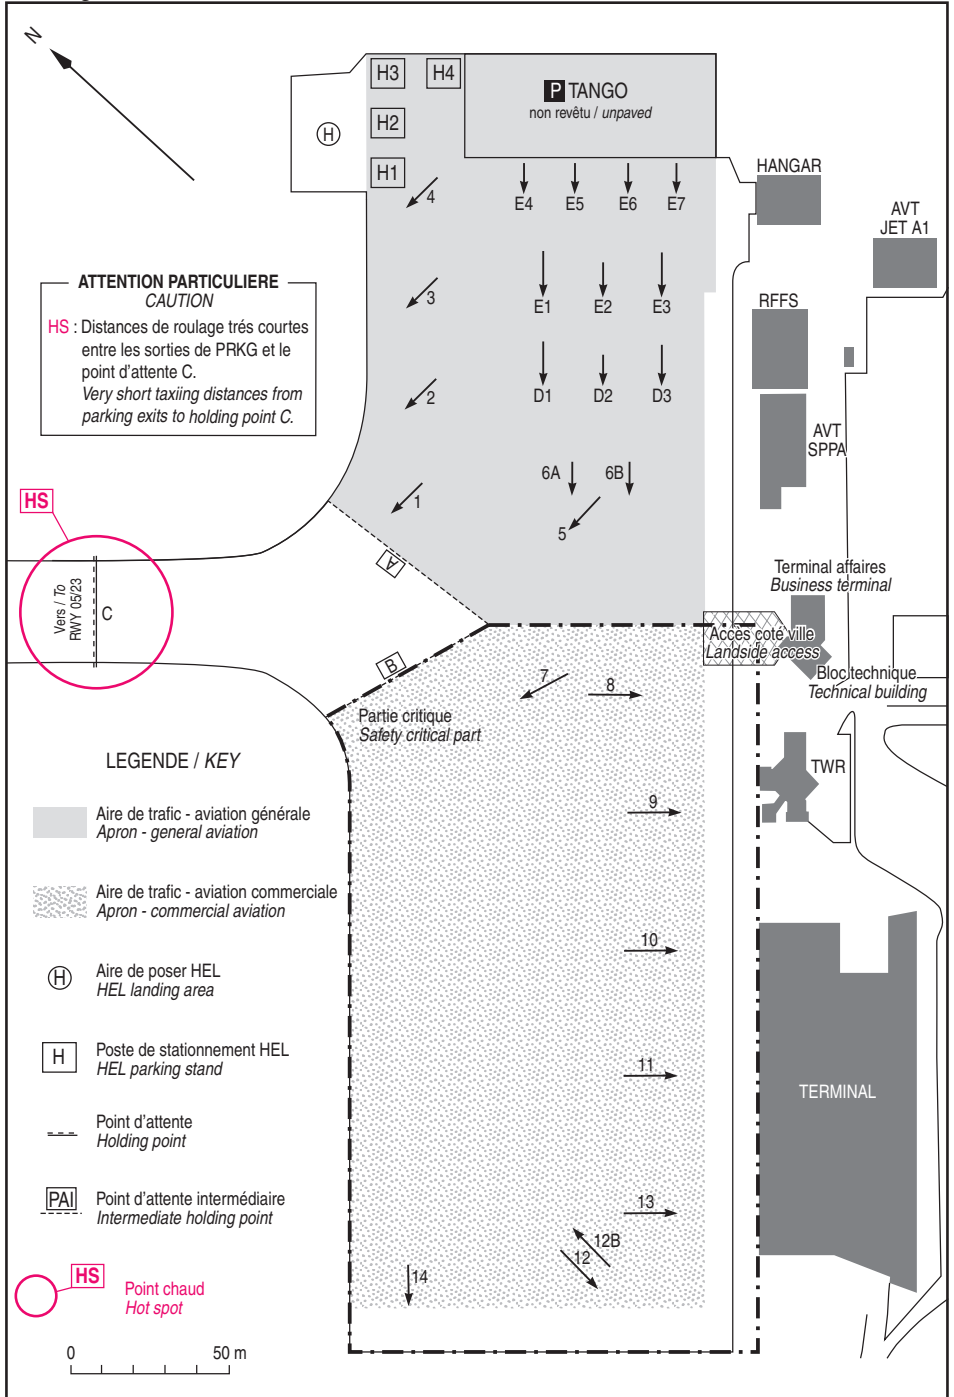 N
H3
H4
P TANGO
non revêtu / unpaved
H
H2
H1
4
E4
E5
E6
E7
HANGAR
AVT
JET A1
ATTENTION PARTICULIERE
CAUTION
HS : Distances de roulage trés courtes
entre les sorties de PRKG et le
point d'attente C.
Very short taxiing distances from
parking exits to holding point C.
3
E1
E2
E3
RFFS
2
D1
D2
D3
AVT
SPPA
6A
6B
1
5
HS
A
Vers / To
RWY 05/23
C
Terminal affaires
Business terminal
Accès coté ville
Landside access
B
7
8
Bloc technique
Technical building
Partie critique
Safety critical part
TWR
LEGENDE / KEY
9
Aire de trafic - aviation générale
Apron - general aviation
Aire de trafic - aviation commerciale
Apron - commercial aviation
10
H
Aire de poser HEL
HEL landing area
H
Poste de stationnement HEL
HEL parking stand
11
TERMINAL
Point d'attente
Holding point
PAI
Point d'attente intermédiaire
Intermediate holding point
13
12B
12
14
HS
Point chaud
Hot spot
0
50 m